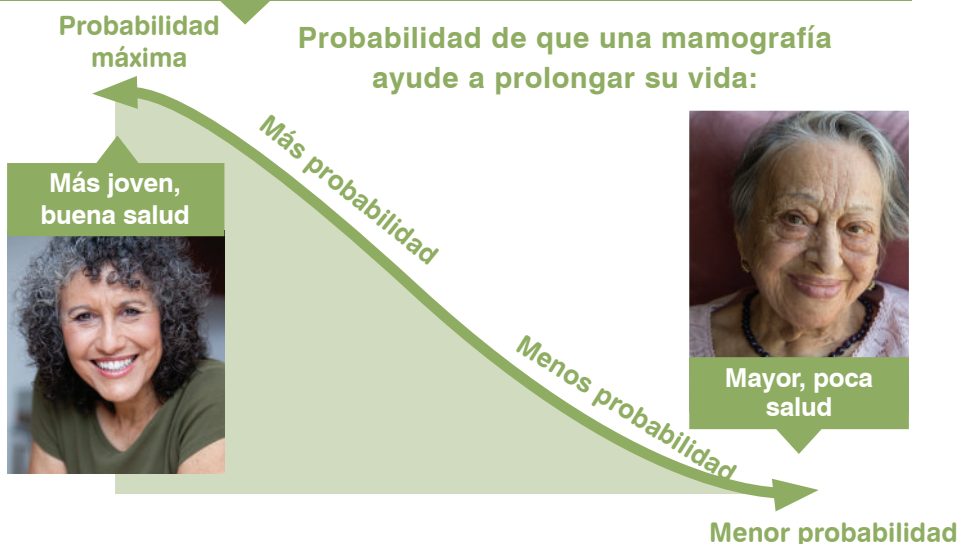 Probabilidad
máxima
Probabilidad de que una mamografía
ayude a prolongar su vida:
Más probabilidad
Más joven,
buena salud
Menos probabilidad
Mayor, poca
salud
Menor probabilidad